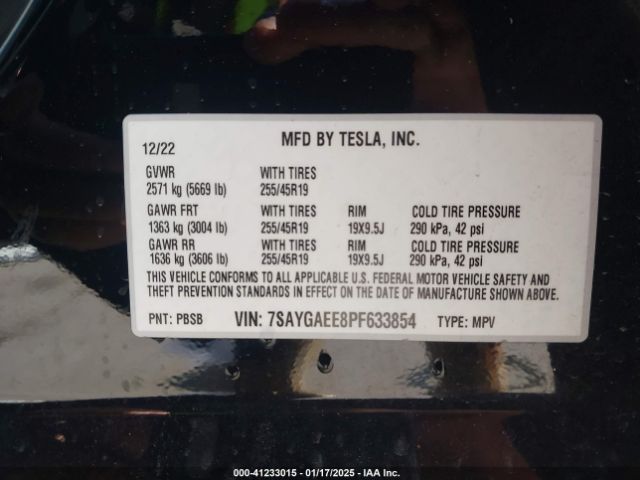 12/22 MFD BY TESLA, INC.
GVWR WITH TIRES
2571 kg (5669 lb) 255/45R19
GAWR FRT WITH TIRES RIM COLD TIRE PRESSURE
1363 kg (3004 lb) 255/45R19 19X9.5J 290 kPa, 42 psi
GAWR RR WITH TIRES RIM COLD TIRE PRESSURE
1636 kg (3606 lb) 255/45R19 19X9.5J 290 kPa, 42 psi
THIS VEHICLE CONFORMS TO ALL APPLICABLE U.S. FEDERAL MOTOR VEHICLE SAFETY AND
THEFT PREVENTION STANDARDS IN EFFECT ON THE DATE OF MANUFACTURE SHOWN ABOVE.
PNT: PBSB VIN: 7SAYGAEE8PF633854 TYPE: MPV
000-41233015 - 01/17/2025 - IAA Inc.